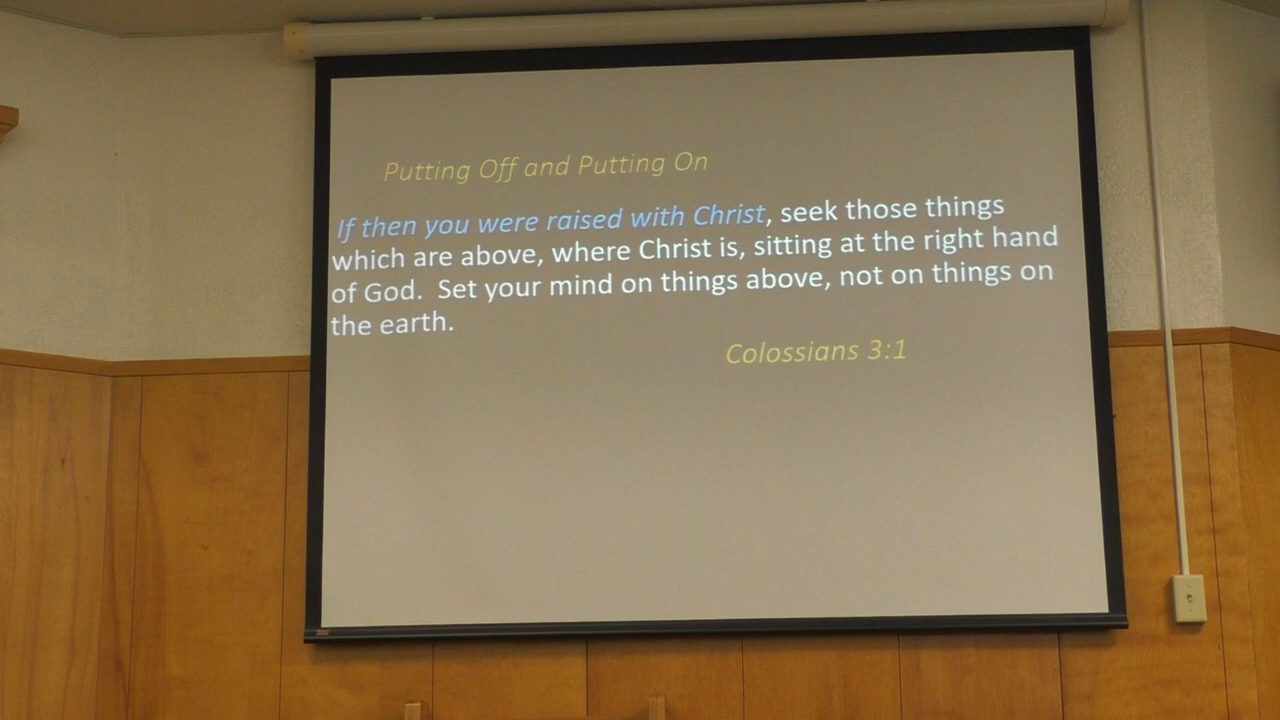 Putting Off and Putting On
If then you were raised with Christ, seek those things
which are above, where Christ is, sitting at the right hand
of God.  Set your mind on things above, not on things on
the earth.
Colossians 3:1